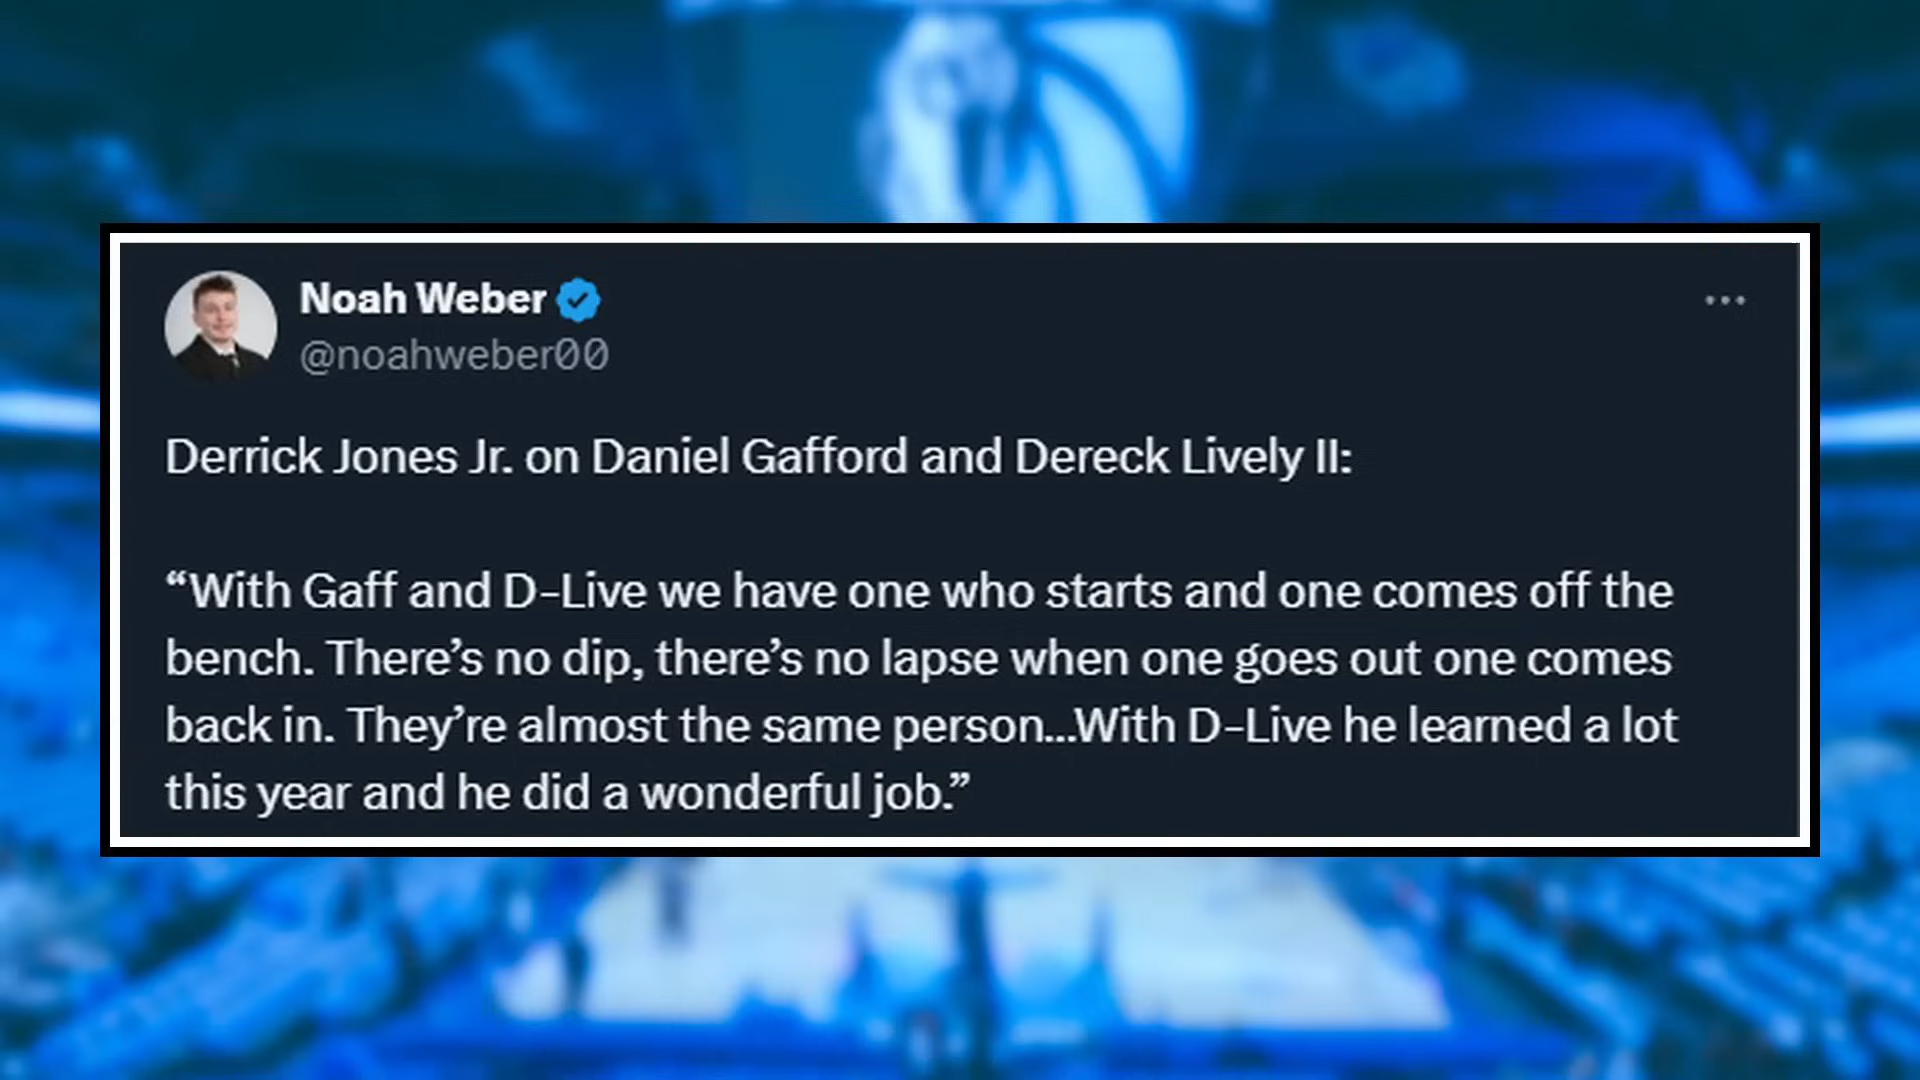 Noah Weber
@noahweber00
Derrick Jones Jr. on Daniel Gafford and Dereck Lively II:
“With Gaff and D-Live we have one who starts and one comes off the
bench. There’s no dip, there’s no lapse when one goes out one comes
back in. They’re almost the same person...With D-Live he learned a lot
this year and he did a wonderful job.”